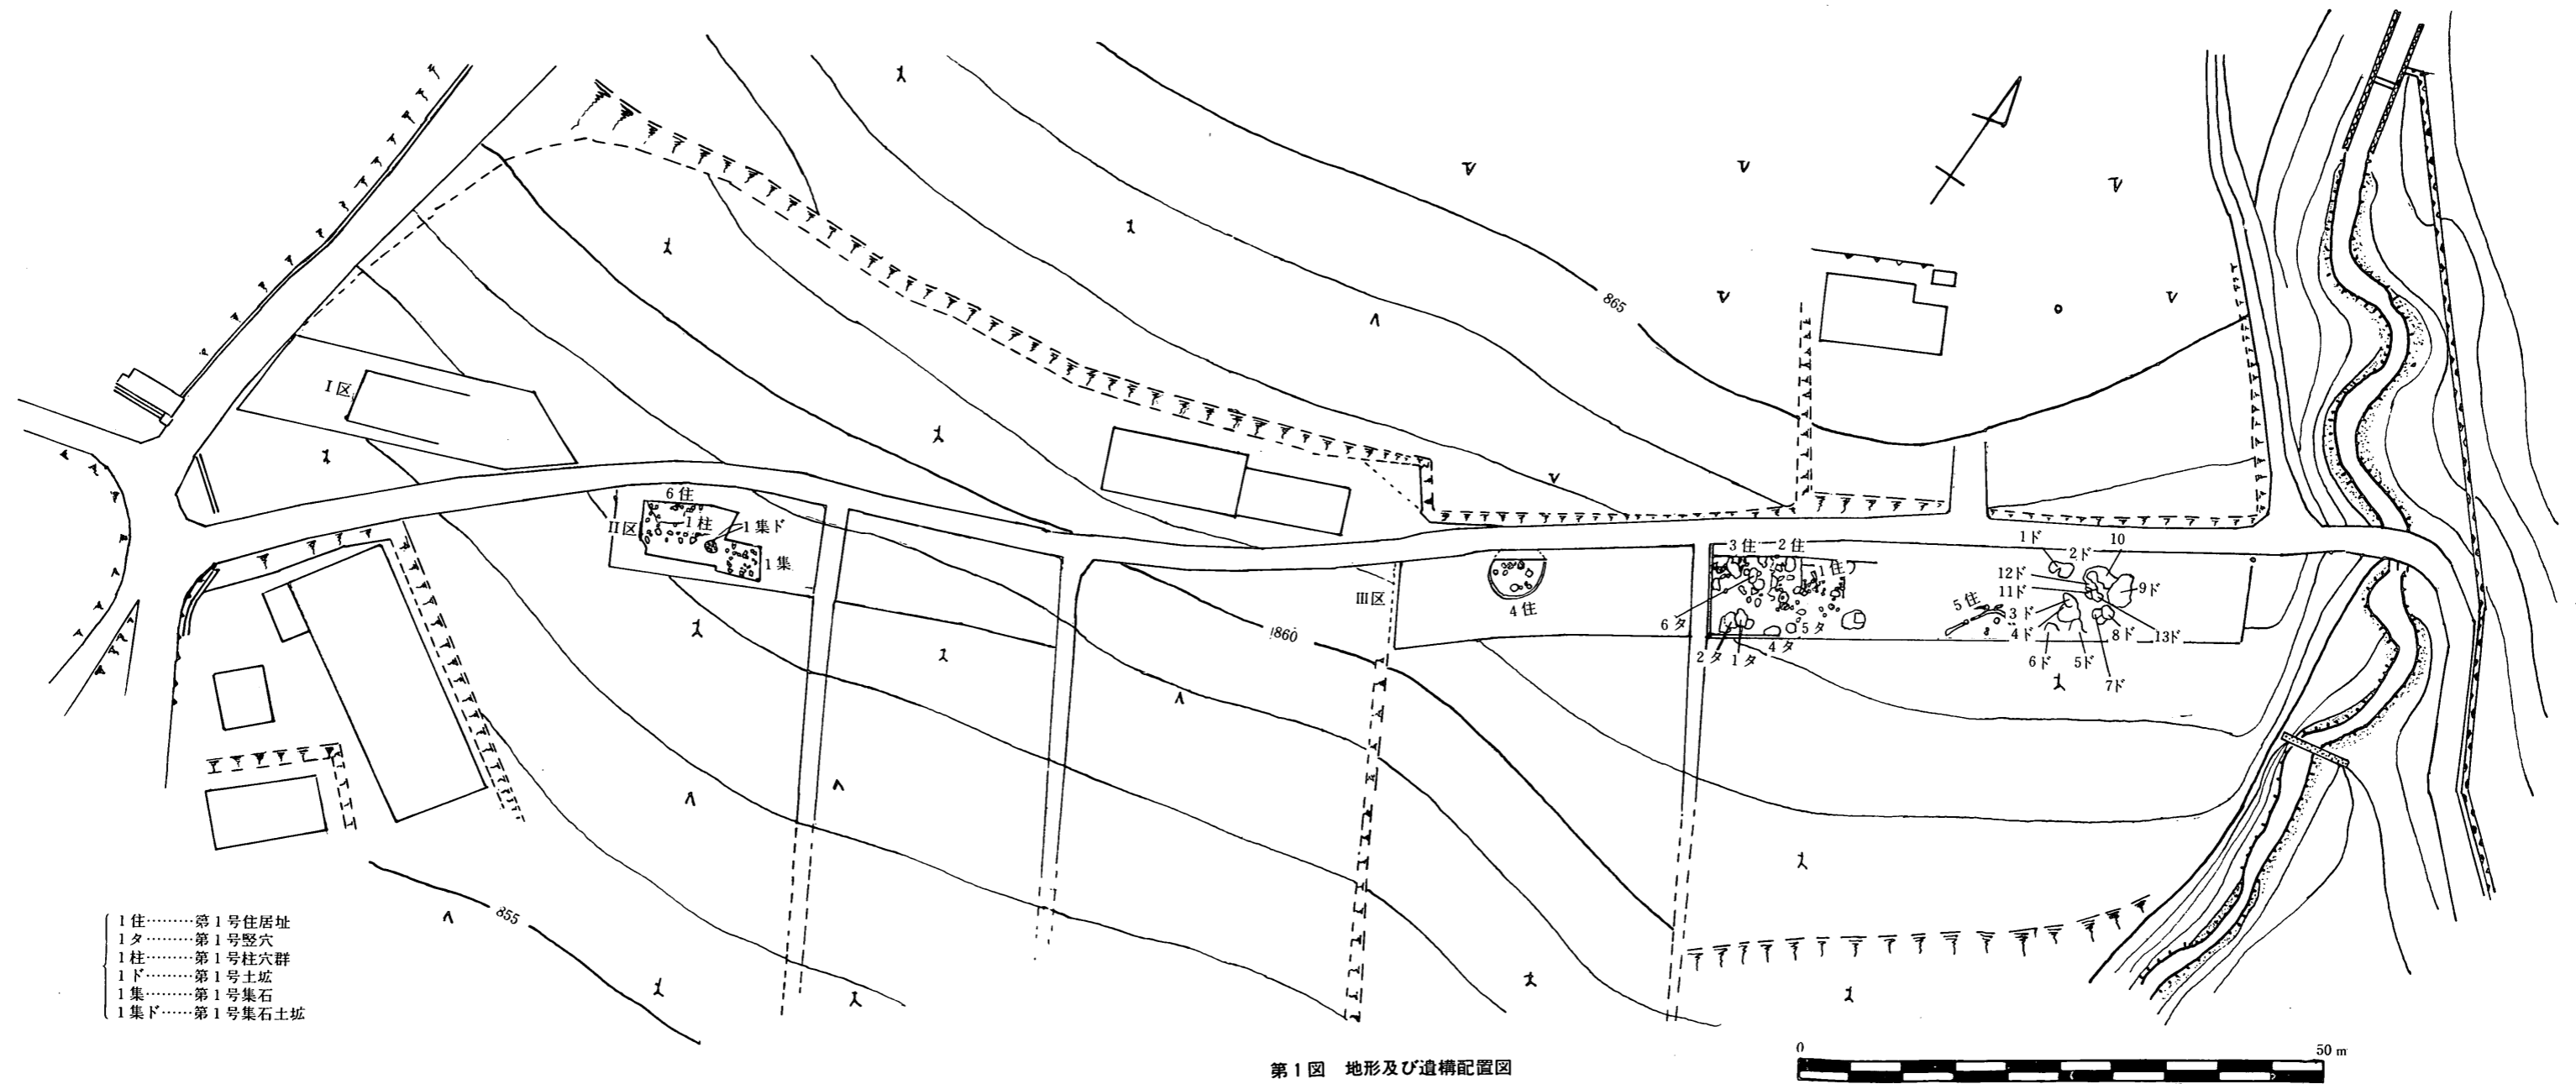 865
Ⅰ区
6住
Ⅱ区
1柱
1集ド
1集
Ⅲ区
4住
860
3住
2住
1住
6タ
2タ
1タ
4タ
5タ
5住
1ド
2ド
10
12ド
11ド
9ド
3ド
4ド
8ド
13ド
6ド
5ド
7ド
855
1住………第1号住居址
1タ………第1号竪穴
1柱………第1号柱穴群
1ド………第1号土坛
1集………第1号集石
1集ド……第1号集石土坛
第1図 地形及び遺構配置図
0
50m